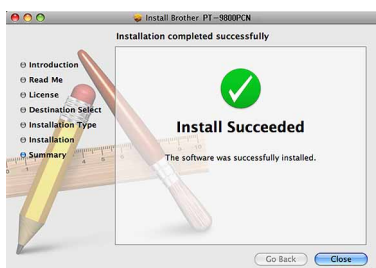 Install Brother PT-9800PCN
Installation completed successfully
Introduction
Read Me
License
Destination Select
Installation Type
Installation
Summary
Install Succeeded
The software was successfully installed.
Go Back
Close